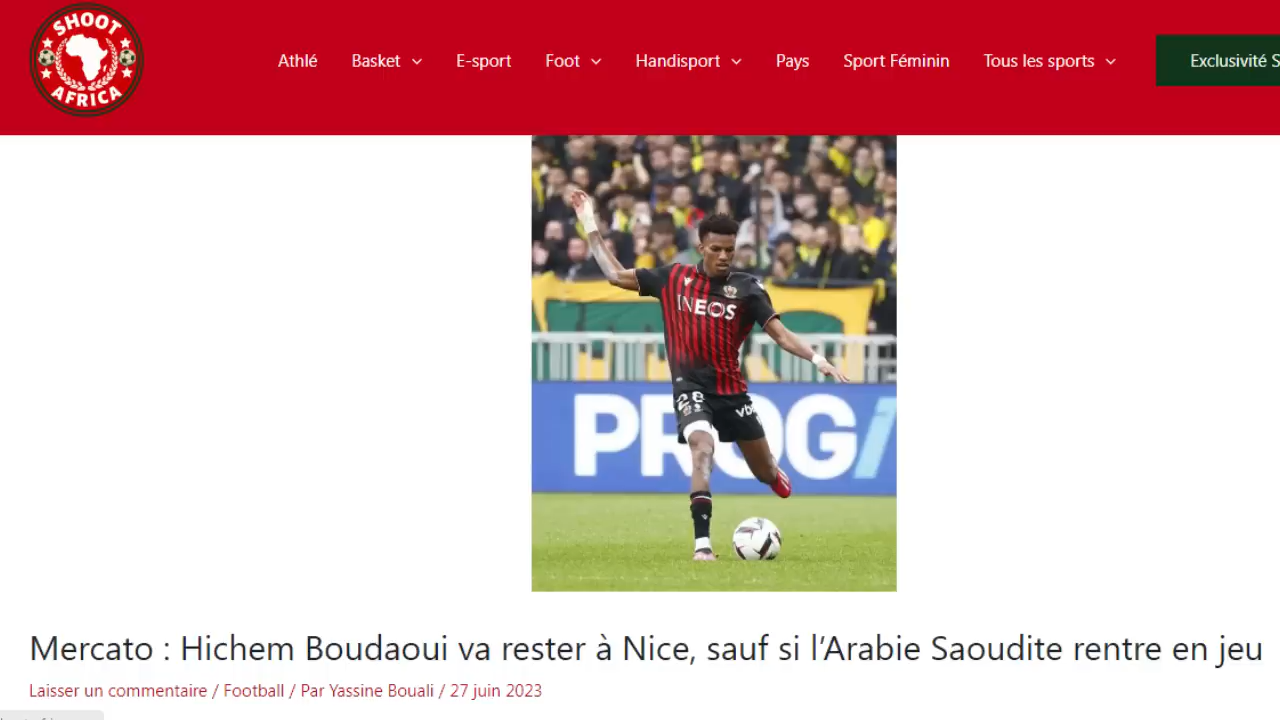 SHOOT
AFRICA
Athlé Basket E-sport Foot Handisport Pays Sport Féminin Tous les sports Exclusivité S
INEOS
28
PROG
Mercato : Hichem Boudaoui va rester à Nice, sauf si l’Arabie Saoudite rentre en jeu
Laisser un commentaire / Football / Par Yassine Bouali / 27 juin 2023